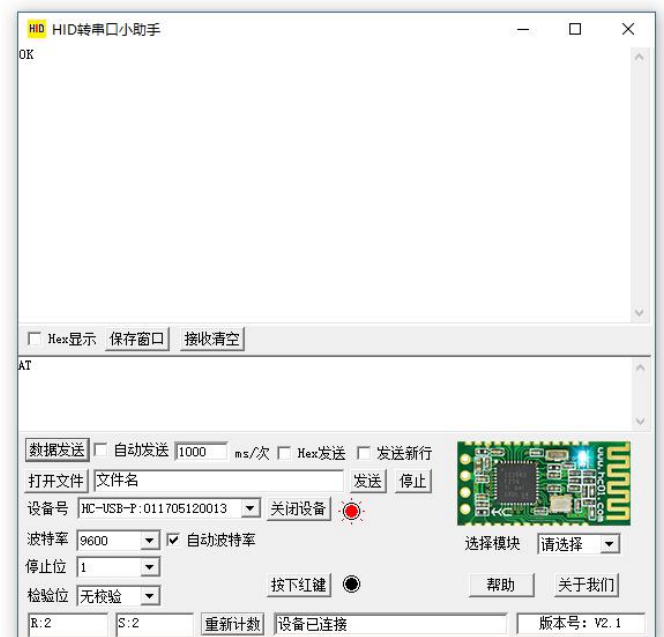 HID HID转串口小助手
OK
Hex显示 保存窗口 接收清空
AT
数据发送 自动发送 1000 ms/次 Hex发送 发送新行
打开文件 文件名 发送 停止
设备号 HC-USB-P:011705120013 关闭设备
波特率 9600 自动波特率
停止位 1
检验位 无校验
按下红键
www.hc01.com
HC
选择模块 请选择
帮助 关于我们
R:2 S:2 重新计数 设备已连接 版本号: V2.1